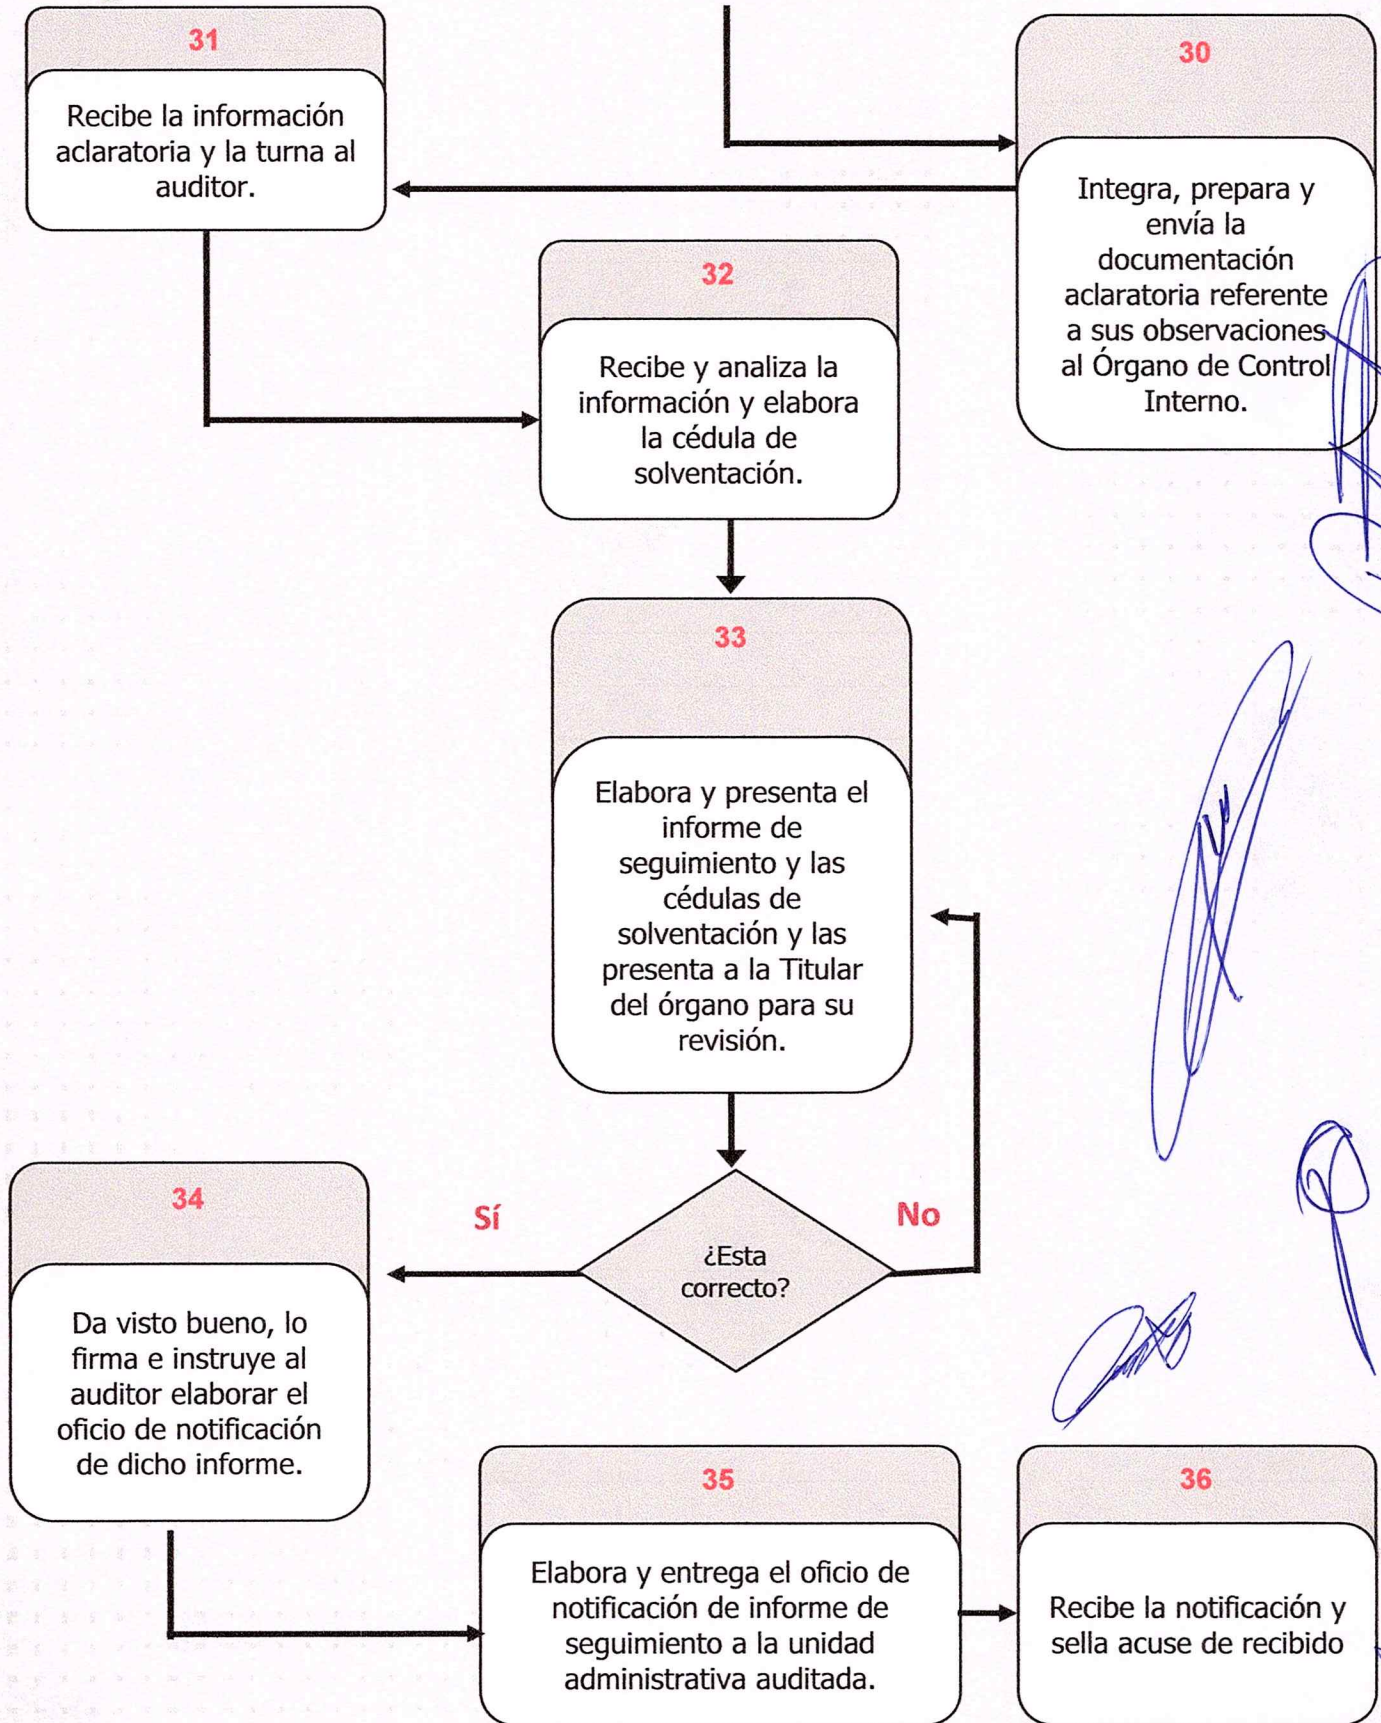 31
Recibe la información
aclaratoria y la turna al
auditor.
30
Integra, prepara y
envía la
documentación
aclaratoria referente
a sus observaciones
al Órgano de Control
Interno.
32
Recibe y analiza la
información y elabora
la cédula de
solventación.
33
Elabora y presenta el
informe de
seguimiento y las
cédulas de
solventación y las
presenta a la Titular
del órgano para su
revisión.
¿Esta
correcto?
Sí
No
34
Da visto bueno, lo
firma e instruye al
auditor elaborar el
oficio de notificación
de dicho informe.
35
Elabora y entrega el oficio de
notificación de informe de
seguimiento a la unidad
administrativa auditada.
36
Recibe la notificación y
sella acuse de recibido